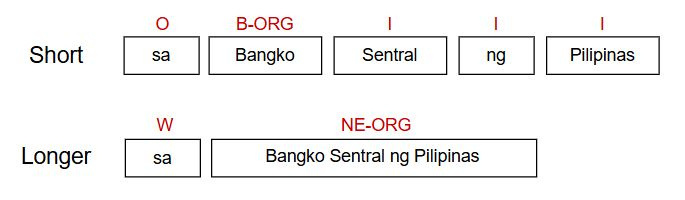 O B-ORG I I I
Short sa Bangko Sentral ng Pilipinas
W NE-ORG
Longer sa Bangko Sentral ng Pilipinas